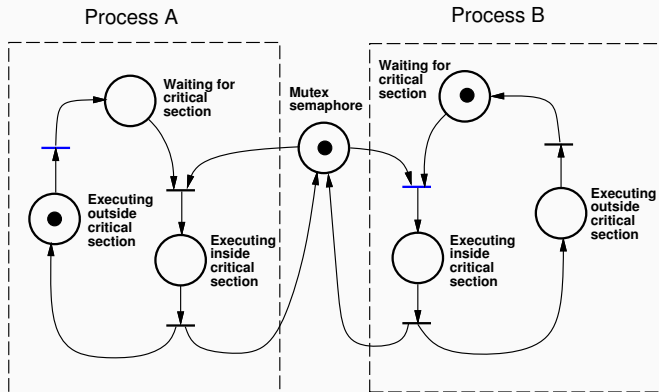 Process A
Process B
Waiting for
critical
section
Mutex
semaphore
Waiting for
critical
section
Executing
outside
critical
section
Executing
inside
critical
section
Executing
inside
critical
section
Executing
outside
critical
section